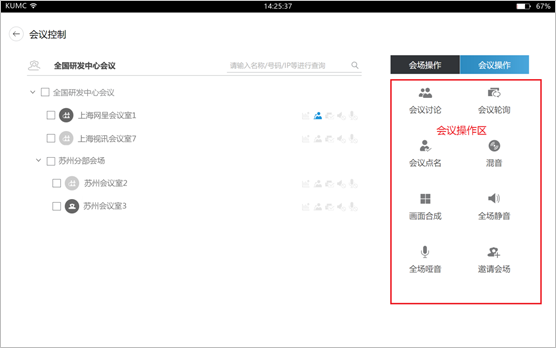 KUMC 14:25:37 67%
会议控制
全国研发中心会议 请输入名称/号码/IP等进行查询 会场操作 会议操作
全国研发中心会议
会议讨论 会议轮询
上海网呈会议室1
会议操作区
上海视讯会议室7
苏州分部会场 会议点名 混音
苏州会议室2
苏州会议室3 画面合成 全场静音
全场哑音 邀请会场